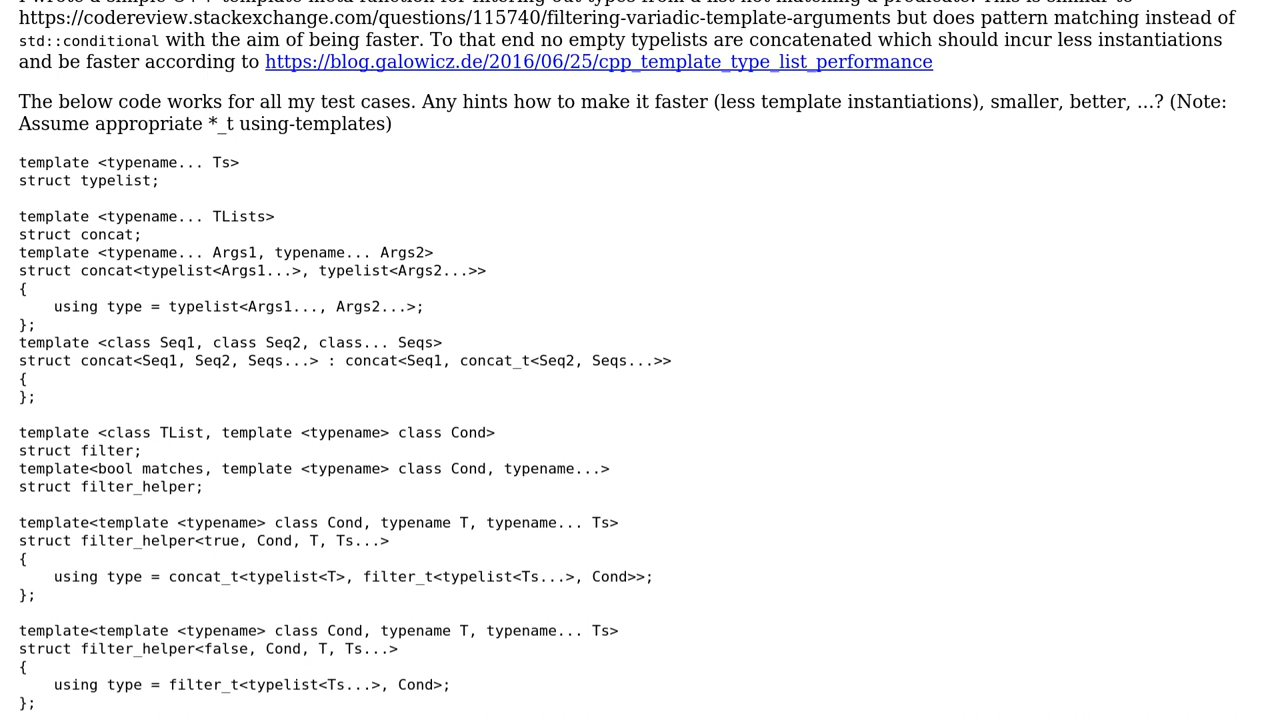 https://codereview.stackexchange.com/questions/115740/filtering-variadic-template-arguments but does pattern matching instead of
std::conditional with the aim of being faster. To that end no empty typelists are concatenated which should incur less instantiations
and be faster according to https://blog.galowicz.de/2016/06/25/cpp_template_type_list_performance
The below code works for all my test cases. Any hints how to make it faster (less template instantiations), smaller, better, ...? (Note:
Assume appropriate *_t using-templates)
template <typename... Ts>
struct typelist;
template <typename... TLists>
struct concat;
template <typename... Args1, typename... Args2>
struct concat<typelist<Args1...>, typelist<Args2...>>
{
    using type = typelist<Args1..., Args2...>;
};
template <class Seq1, class Seq2, class... Seqs>
struct concat<Seq1, Seq2, Seqs...> : concat<Seq1, concat_t<Seq2, Seqs...>>
{
};
template <class TList, template <typename> class Cond>
struct filter;
template<bool matches, template <typename> class Cond, typename...>
struct filter_helper;
template<template <typename> class Cond, typename T, typename... Ts>
struct filter_helper<true, Cond, T, Ts...>
{
    using type = concat_t<typelist<T>, filter_t<typelist<Ts...>, Cond>>;
};
template<template <typename> class Cond, typename T, typename... Ts>
struct filter_helper<false, Cond, T, Ts...>
{
    using type = filter_t<typelist<Ts...>, Cond>;
};